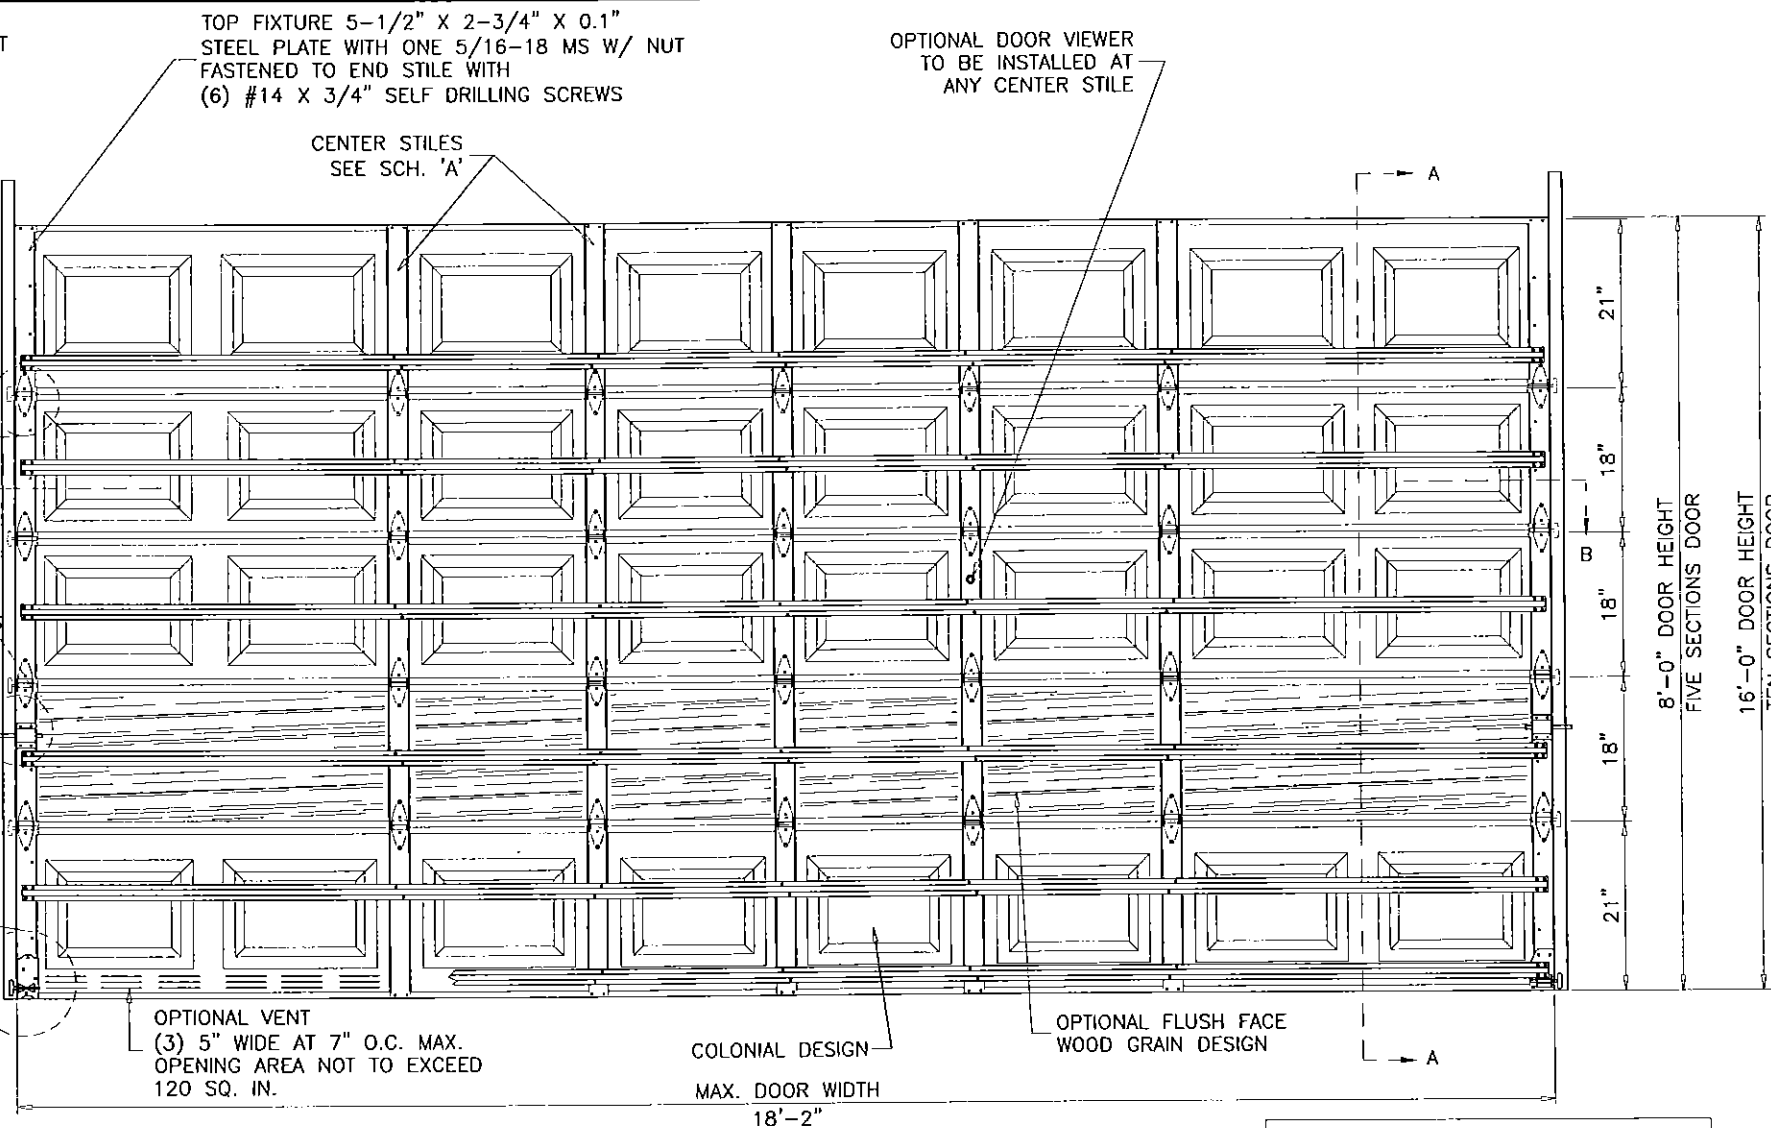 T
TOP FIXTURE 5-1/2" X 2-3/4" X 0.1"
STEEL PLATE WITH ONE 5/16-18 MS W/ NUT
FASTENED TO END STILE WITH
(6) #14 X 3/4" SELF DRILLING SCREWS
OPTIONAL DOOR VIEWER
TO BE INSTALLED AT
ANY CENTER STILE
CENTER STILES
SEE SCH. 'A'
A
21"
18"
B
18"
18"
21"
8'-0" DOOR HEIGHT
FIVE SECTIONS DOOR
16'-0" DOOR HEIGHT
TEN SECTIONS DOOR
OPTIONAL VENT
(3) 5" WIDE AT 7" O.C. MAX.
OPENING AREA NOT TO EXCEED
120 SQ. IN.
COLONIAL DESIGN
OPTIONAL FLUSH FACE
WOOD GRAIN DESIGN
A
MAX. DOOR WIDTH
18'-2"